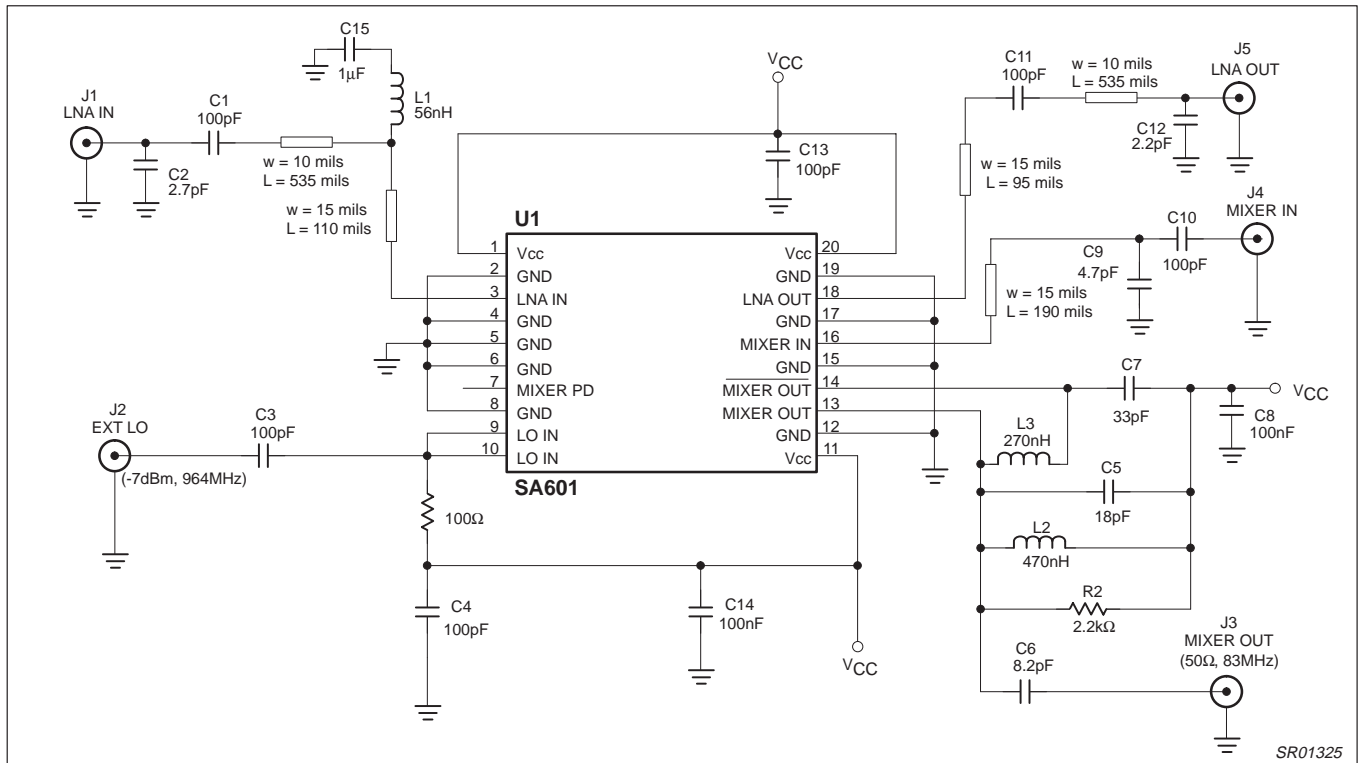 C15
1µF
L1
56nH
J1
LNA IN
C1
100pF
C2
2.7pF
w = 10 mils
L = 535 mils
w = 15 mils
L = 110 mils
VCC
C13
100pF
C11
100pF
w = 10 mils
L = 535 mils
J5
LNA OUT
C12
2.2pF
w = 15 mils
L = 95 mils
J4
MIXER IN
C10
100pF
C9
4.7pF
w = 15 mils
L = 190 mils
U1
1 Vcc
2 GND
3 LNA IN
4 GND
5 GND
6 GND
7 MIXER PD
8 GND
9 LO IN
10 LO IN
Vcc 20
GND 19
LNA OUT 18
GND 17
MIXER IN 16
GND 15
MIXER OUT 14
MIXER OUT 13
GND 12
Vcc 11
SA601
J2
EXT LO
(-7dBm, 964MHz)
C3
100pF
100Ω
C4
100pF
C14
100nF
VCC
C7
33pF
VCC
C8
100nF
L3
270nH
C5
18pF
L2
470nH
R2
2.2kΩ
C6
8.2pF
J3
MIXER OUT
(50Ω, 83MHz)
SR01325